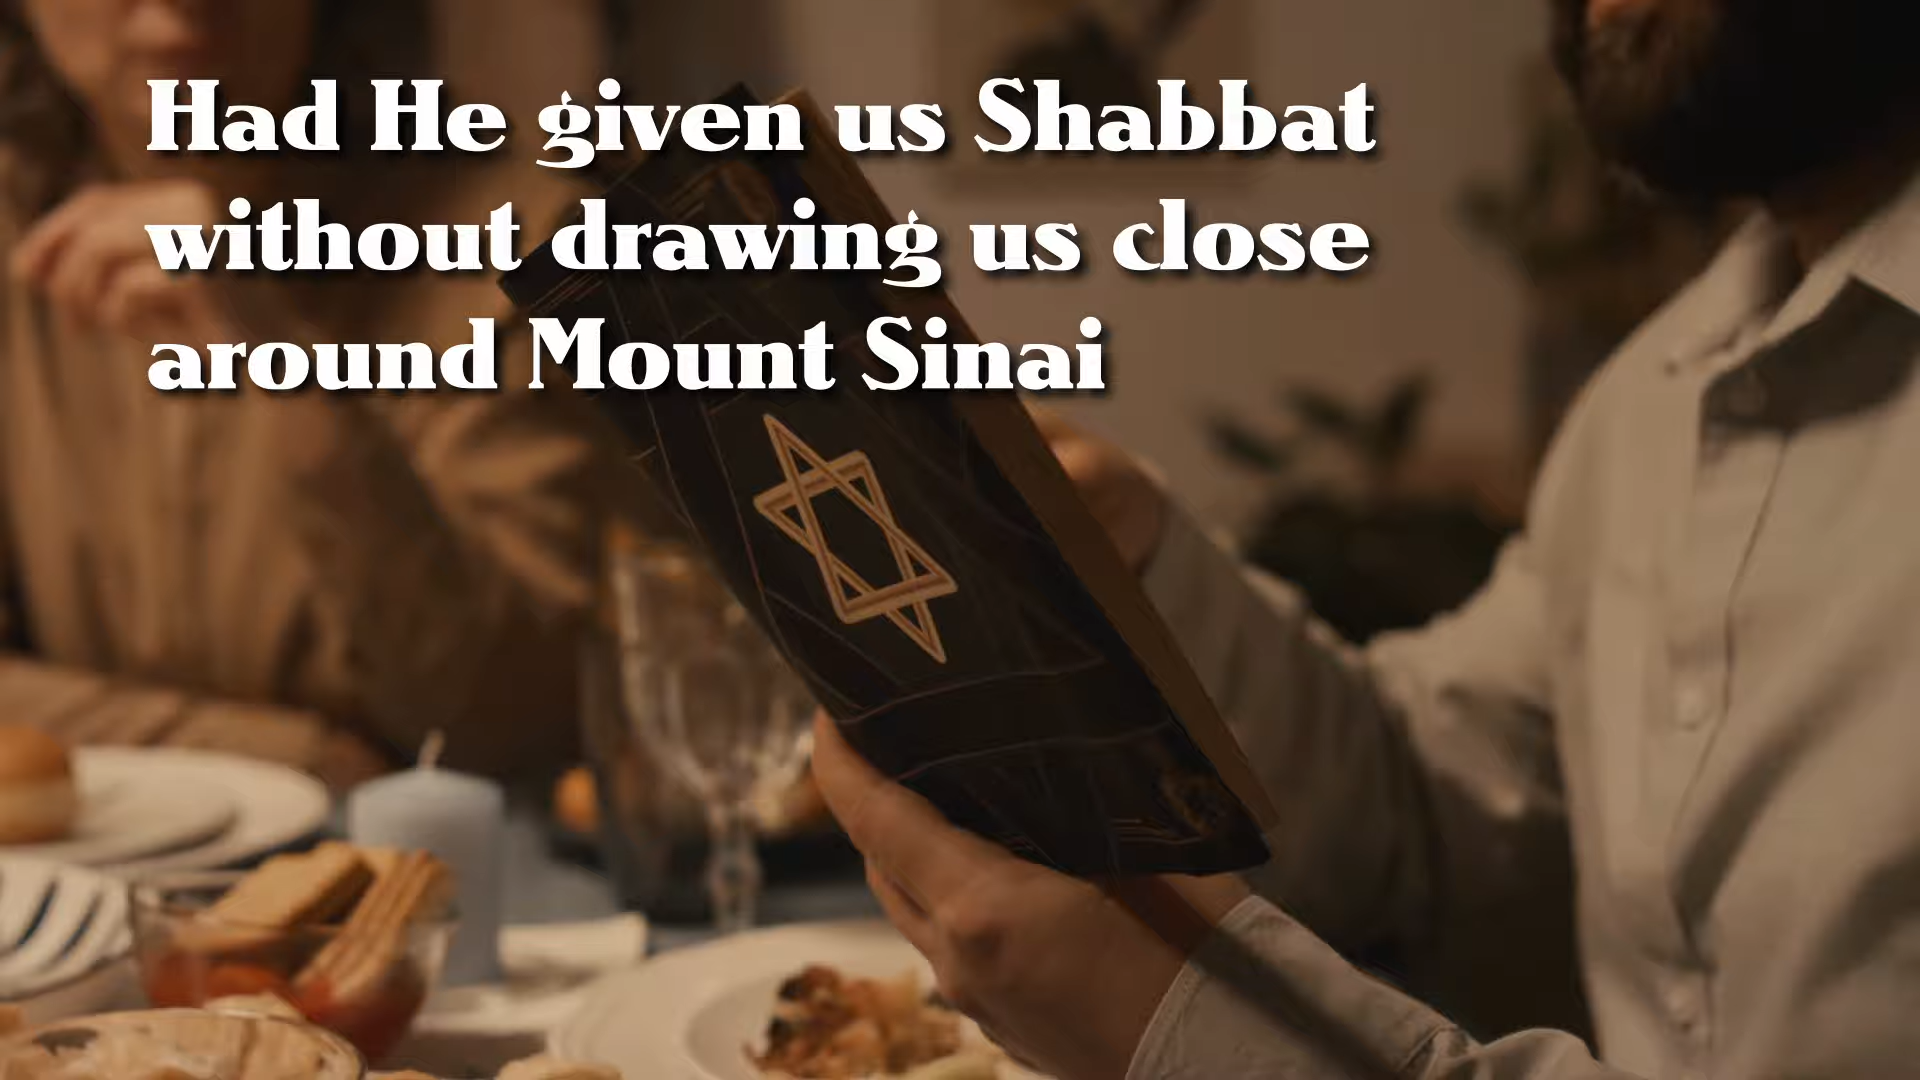 Had He given us Shabbat
without drawing us close
around Mount Sinai